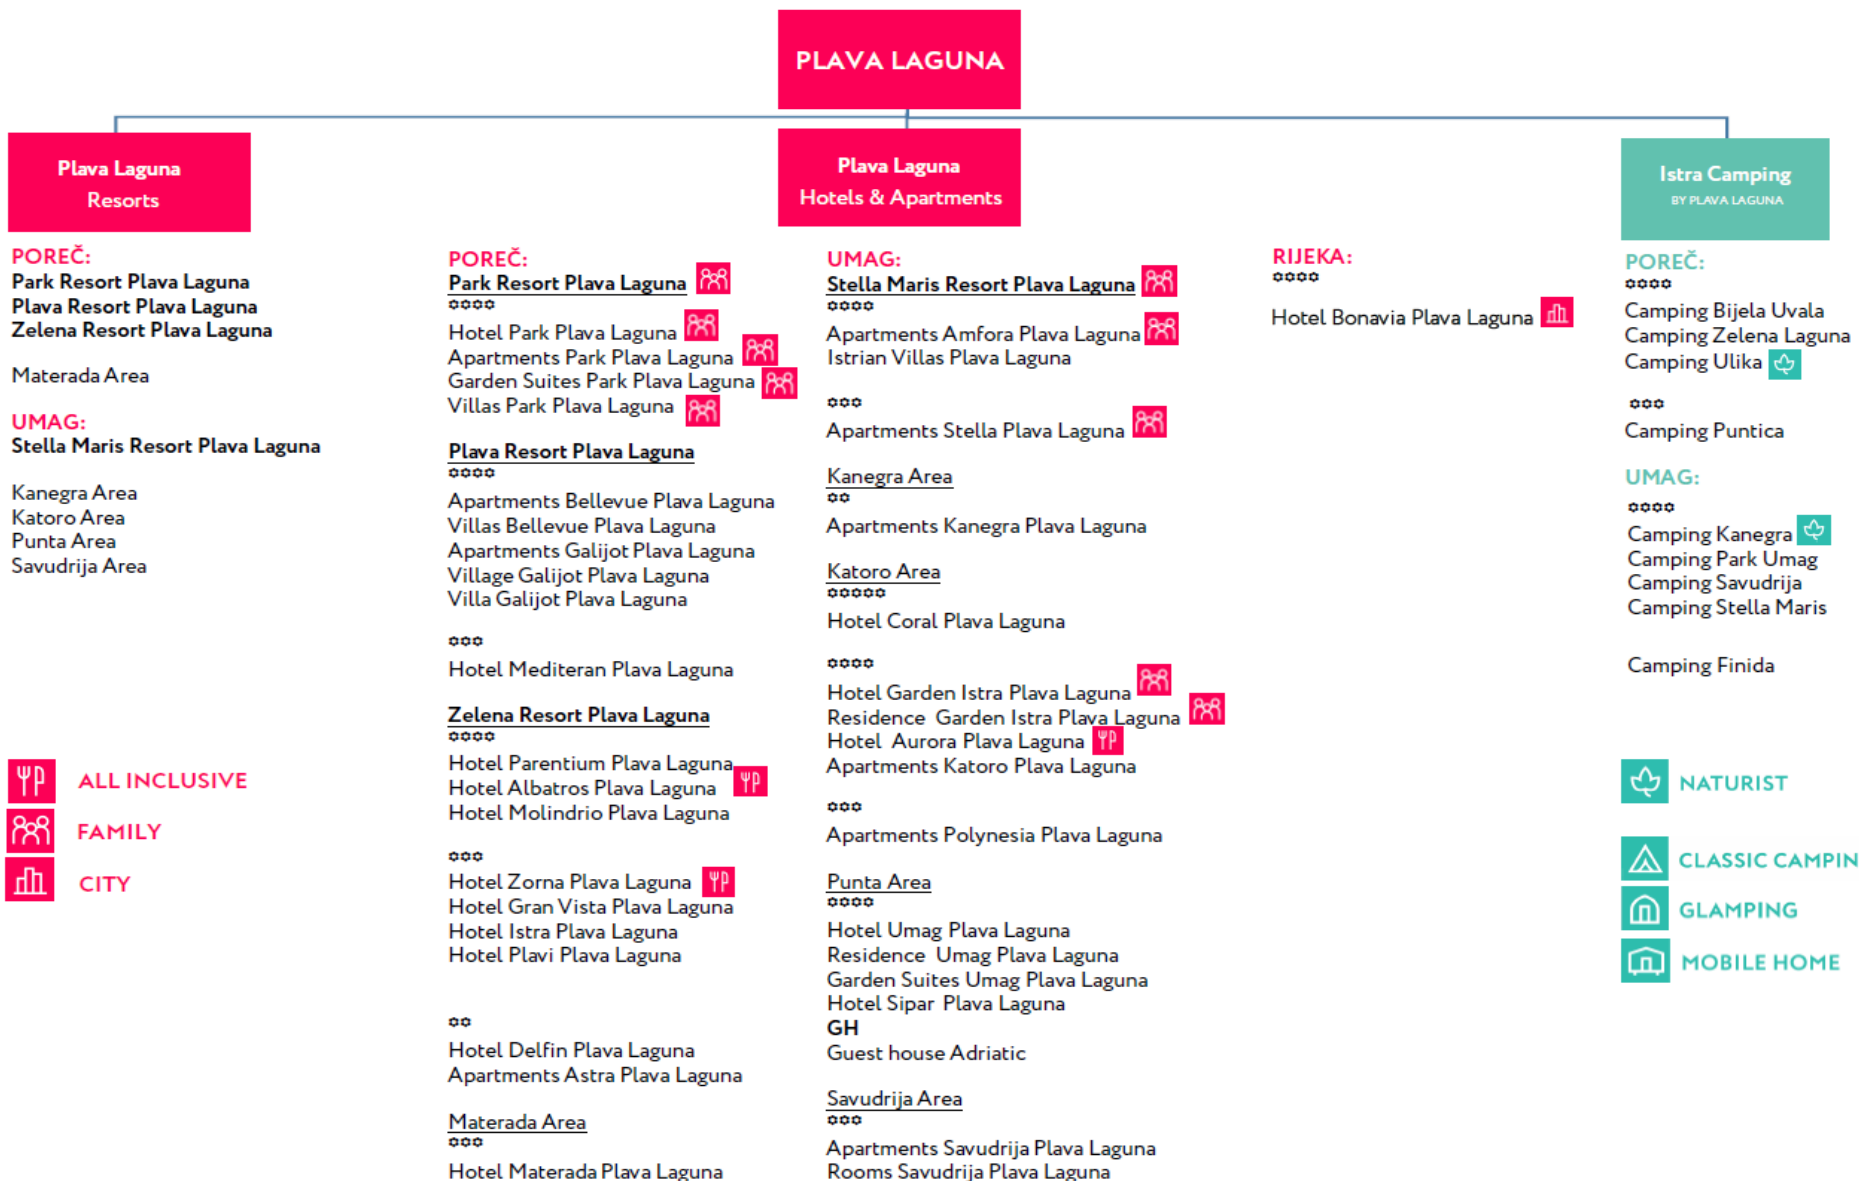 PLAVA LAGUNA
Plava Laguna
Resorts
POREČ:
Park Resort Plava Laguna
Plava Resort Plava Laguna
Zelena Resort Plava Laguna
Materada Area
UMAG:
Stella Maris Resort Plava Laguna
Kanegra Area
Katoro Area
Punta Area
Savudrija Area
ALL INCLUSIVE
FAMILY
CITY
Plava Laguna
Hotels & Apartments
POREČ:
Park Resort Plava Laguna
✿✿✿✿
Hotel Park Plava Laguna
Apartments Park Plava Laguna
Garden Suites Park Plava Laguna
Villas Park Plava Laguna
Plava Resort Plava Laguna
✿✿✿✿
Apartments Bellevue Plava Laguna
Villas Bellevue Plava Laguna
Apartments Galijot Plava Laguna
Village Galijot Plava Laguna
Villa Galijot Plava Laguna
✿✿✿
Hotel Mediteran Plava Laguna
Zelena Resort Plava Laguna
✿✿✿✿
Hotel Parentium Plava Laguna
Hotel Albatros Plava Laguna
Hotel Molindrio Plava Laguna
✿✿✿
Hotel Zorna Plava Laguna
Hotel Gran Vista Plava Laguna
Hotel Istra Plava Laguna
Hotel Plavi Plava Laguna
✿✿
Hotel Delfin Plava Laguna
Apartments Astra Plava Laguna
Materada Area
✿✿✿
Hotel Materada Plava Laguna
UMAG:
Stella Maris Resort Plava Laguna
✿✿✿✿
Apartments Amfora Plava Laguna
Istrian Villas Plava Laguna
✿✿✿
Apartments Stella Plava Laguna
Kanegra Area
✿✿
Apartments Kanegra Plava Laguna
Katoro Area
✿✿✿✿✿
Hotel Coral Plava Laguna
✿✿✿✿
Hotel Garden Istra Plava Laguna
Residence Garden Istra Plava Laguna
Hotel Aurora Plava Laguna
Apartments Katoro Plava Laguna
✿✿✿
Apartments Polynesia Plava Laguna
Punta Area
✿✿✿✿
Hotel Umag Plava Laguna
Residence Umag Plava Laguna
Garden Suites Umag Plava Laguna
Hotel Sipar Plava Laguna
GH
Guest house Adriatic
Savudrija Area
✿✿✿
Apartments Savudrija Plava Laguna
Rooms Savudrija Plava Laguna
RIJEKA:
✿✿✿✿
Hotel Bonavia Plava Laguna
Istra Camping
BY PLAVA LAGUNA
POREČ:
✿✿✿✿
Camping Bijela Uvala
Camping Zelena Laguna
Camping Ulika
✿✿✿
Camping Puntica
UMAG:
✿✿✿✿
Camping Kanegra
Camping Park Umag
Camping Savudrija
Camping Stella Maris
Camping Finida
NATURIST
CLASSIC CAMPIN
GLAMPING
MOBILE HOME